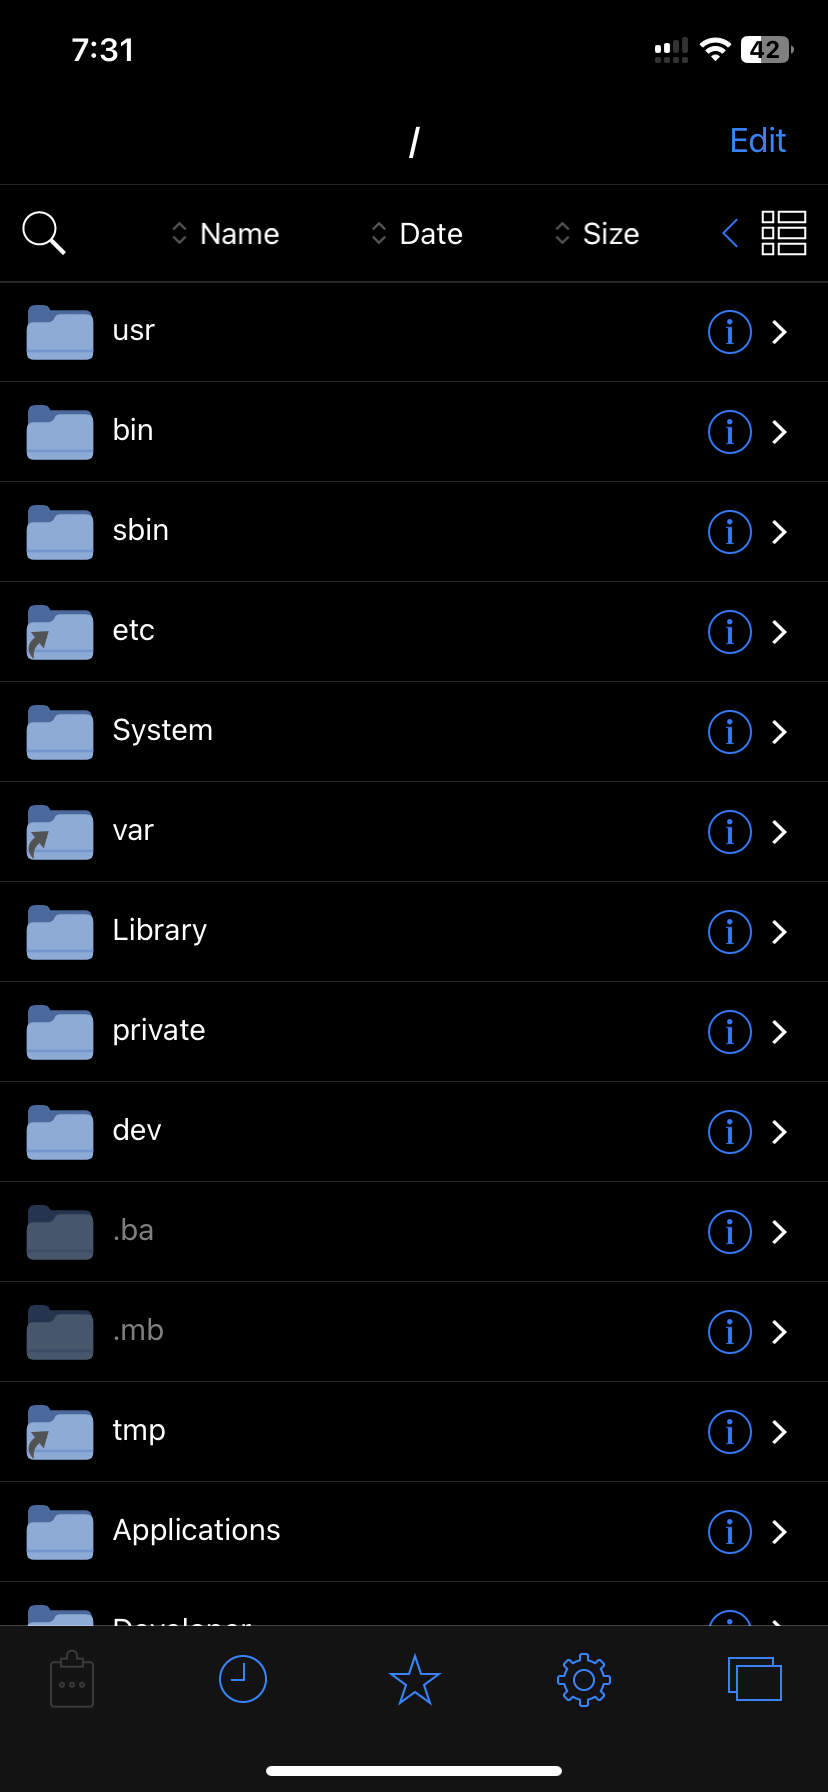 7:31
42
/
Edit
Name Date Size
usr
bin
sbin
etc
System
var
Library
private
dev
.ba
.mb
tmp
Applications
Developer